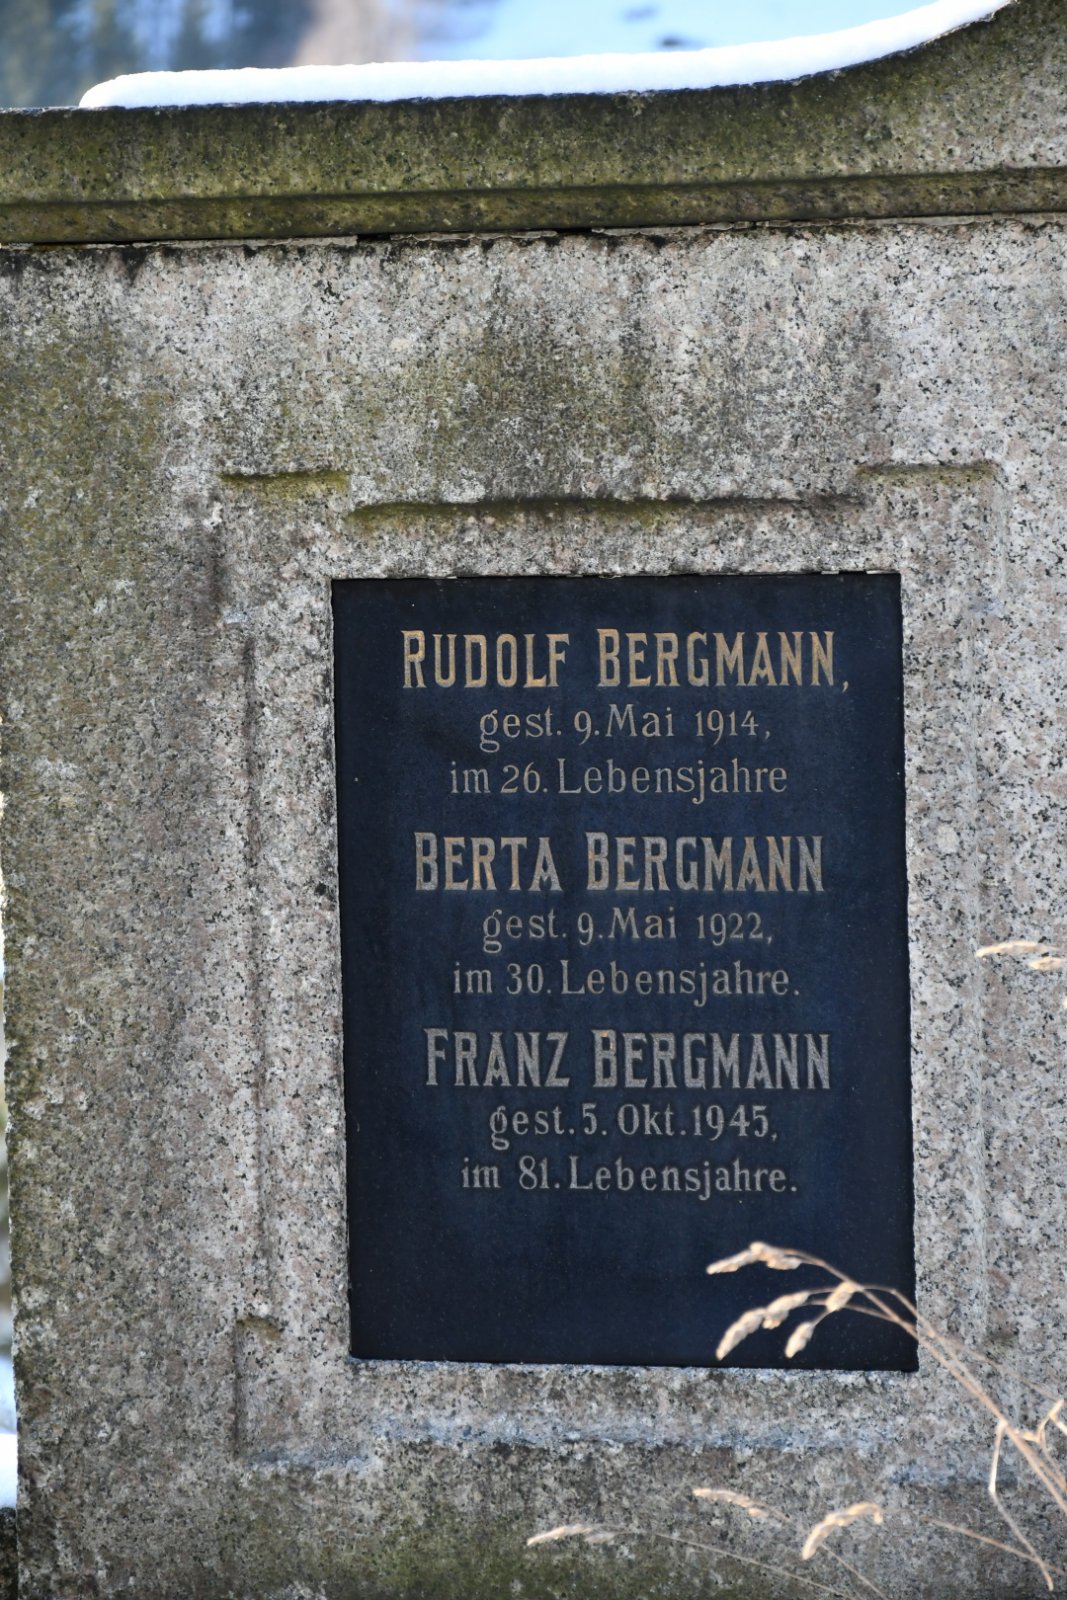 RUDOLF BERGMANN,
gest. 9. Mai 1914,
im 26. Lebensjahre
BERTA BERGMANN
gest. 9. Mai 1922,
im 30. Lebensjahre.
FRANZ BERGMANN
gest. 5. Okt. 1945,
im 81. Lebensjahre.